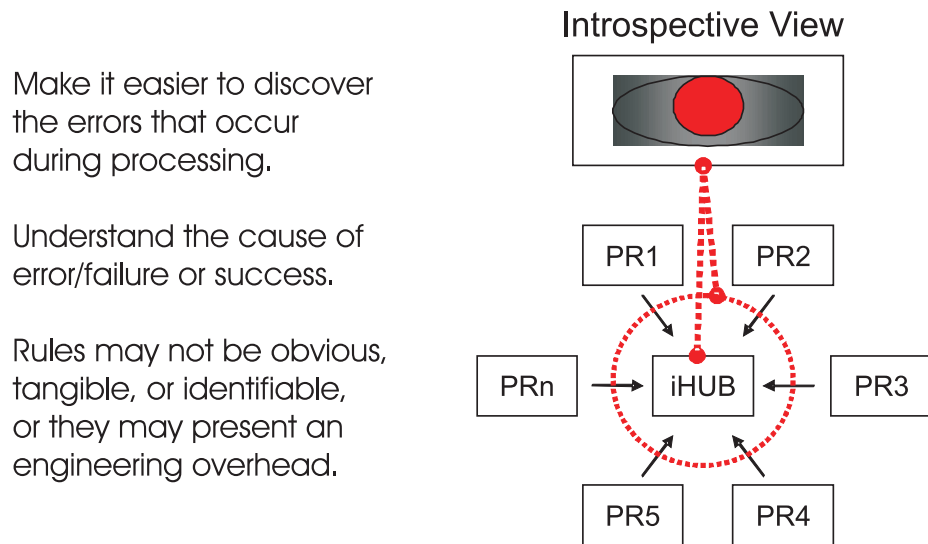 Introspective View
Make it easier to discover
the errors that occur
during processing.
Understand the cause of
error/failure or success.
Rules may not be obvious,
tangible, or identifiable,
or they may present an
engineering overhead.
PR1
PR2
PRn
iHUB
PR3
PR5
PR4